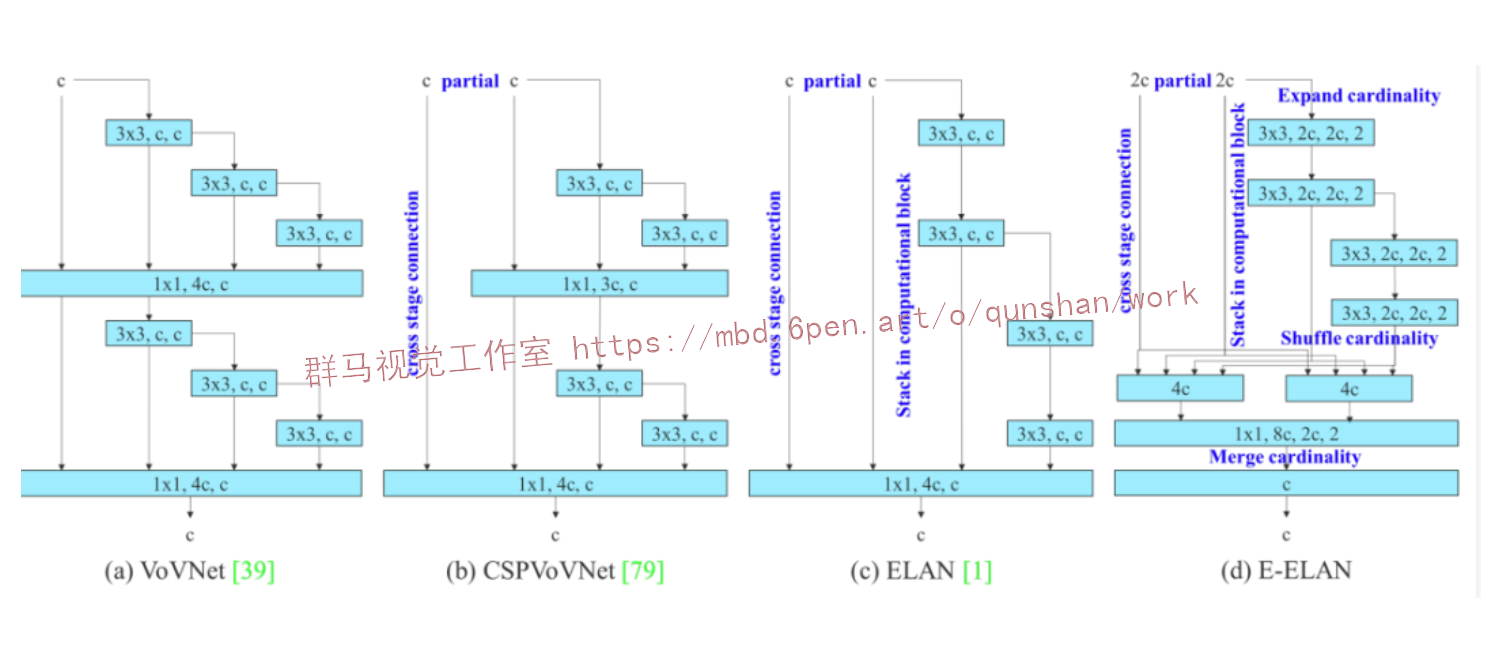 c
3x3, c, c
3x3, c, c
3x3, c, c
1x1, 4c, c
3x3, c, c
3x3, c, c
3x3, c, c
1x1, 4c, c
c
(a) VoVNet [39]
c partial c
cross stage connection
3x3, c, c
3x3, c, c
1x1, 3c, c
3x3, c, c
3x3, c, c
1x1, 4c, c
c
(b) CSPVoVNet [79]
c partial c
cross stage connection
Stack in computational block
3x3, c, c
3x3, c, c
3x3, c, c
3x3, c, c
1x1, 4c, c
c
(c) ELAN [1]
2c partial 2c
Expand cardinality
cross stage connection
Stack in computational block
3x3, 2c, 2c, 2
3x3, 2c, 2c, 2
3x3, 2c, 2c, 2
3x3, 2c, 2c, 2
Shuffle cardinality
4c
4c
1x1, 8c, 2c, 2
Merge cardinality
c
c
(d) E-ELAN
群马视觉工作室 https://mbd.6pen.art/o/qunshan/work